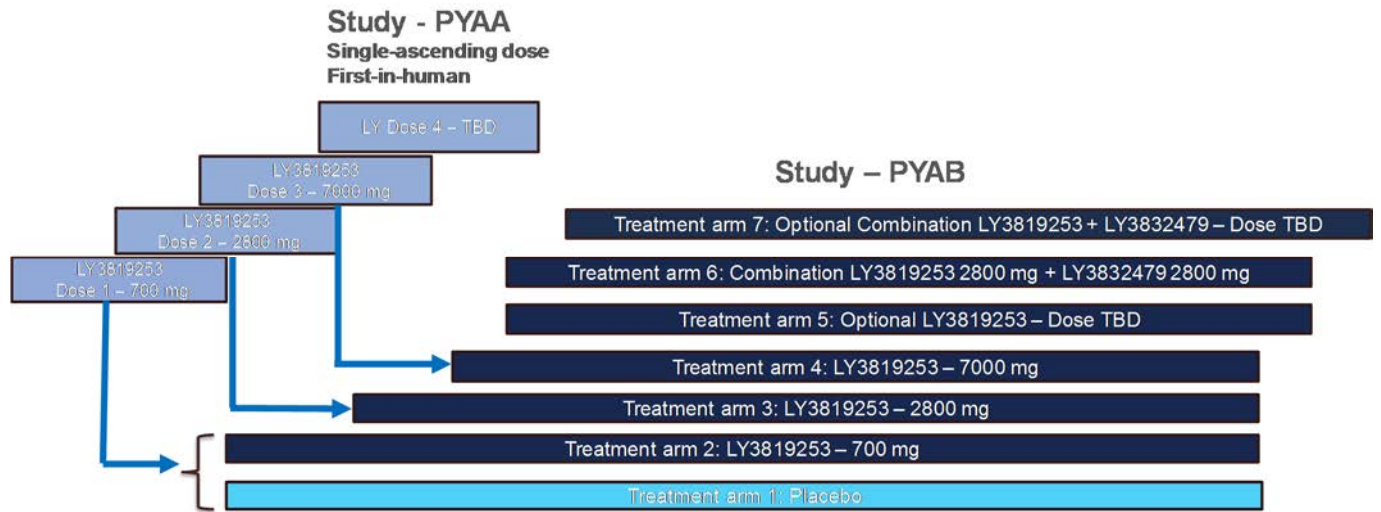 Study - PYAA
Single-ascending dose
First-in-human
LY Dose 4 – TBD
LY3819253
Dose 3 – 7000 mg
LY3819253
Dose 2 – 2800 mg
LY3819253
Dose 1 – 700 mg
Study – PYAB
Treatment arm 7: Optional Combination LY3819253 + LY3832479 – Dose TBD
Treatment arm 6: Combination LY3819253 2800 mg + LY3832479 2800 mg
Treatment arm 5: Optional LY3819253 – Dose TBD
Treatment arm 4: LY3819253 – 7000 mg
Treatment arm 3: LY3819253 – 2800 mg
Treatment arm 2: LY3819253 – 700 mg
Treatment arm 1: Placebo